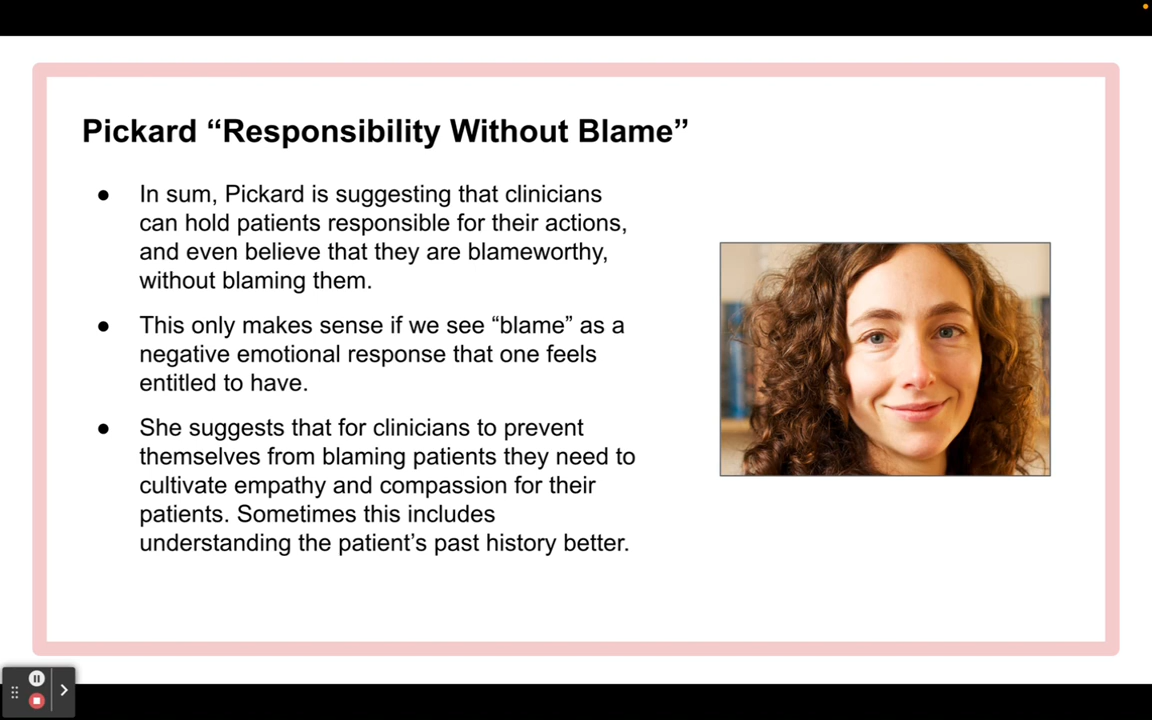 Pickard “Responsibility Without Blame”
● In sum, Pickard is suggesting that clinicians
can hold patients responsible for their actions,
and even believe that they are blameworthy,
without blaming them.
● This only makes sense if we see “blame” as a
negative emotional response that one feels
entitled to have.
● She suggests that for clinicians to prevent
themselves from blaming patients they need to
cultivate empathy and compassion for their
patients. Sometimes this includes
understanding the patient’s past history better.